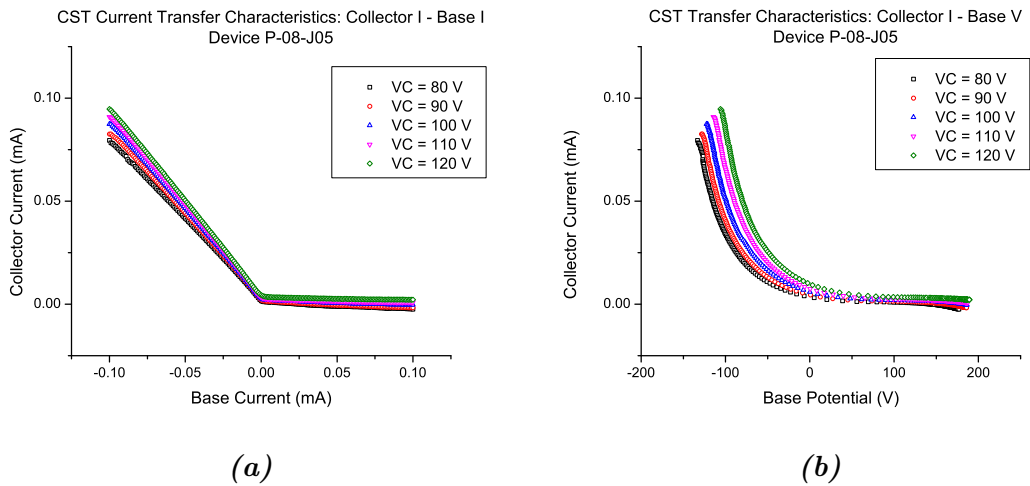 CST Current Transfer Characteristics: Collector I - Base I
Device P-08-J05
VC = 80 V
VC = 90 V
VC = 100 V
VC = 110 V
VC = 120 V
0.10
0.05
0.00
Collector Current (mA)
-0.10
-0.05
0.00
0.05
0.10
Base Current (mA)
(a)
CST Transfer Characteristics: Collector I - Base V
Device P-08-J05
VC = 80 V
VC = 90 V
VC = 100 V
VC = 110 V
VC = 120 V
0.10
0.05
0.00
Collector Current (mA)
-200
-100
0
100
200
Base Potential (V)
(b)